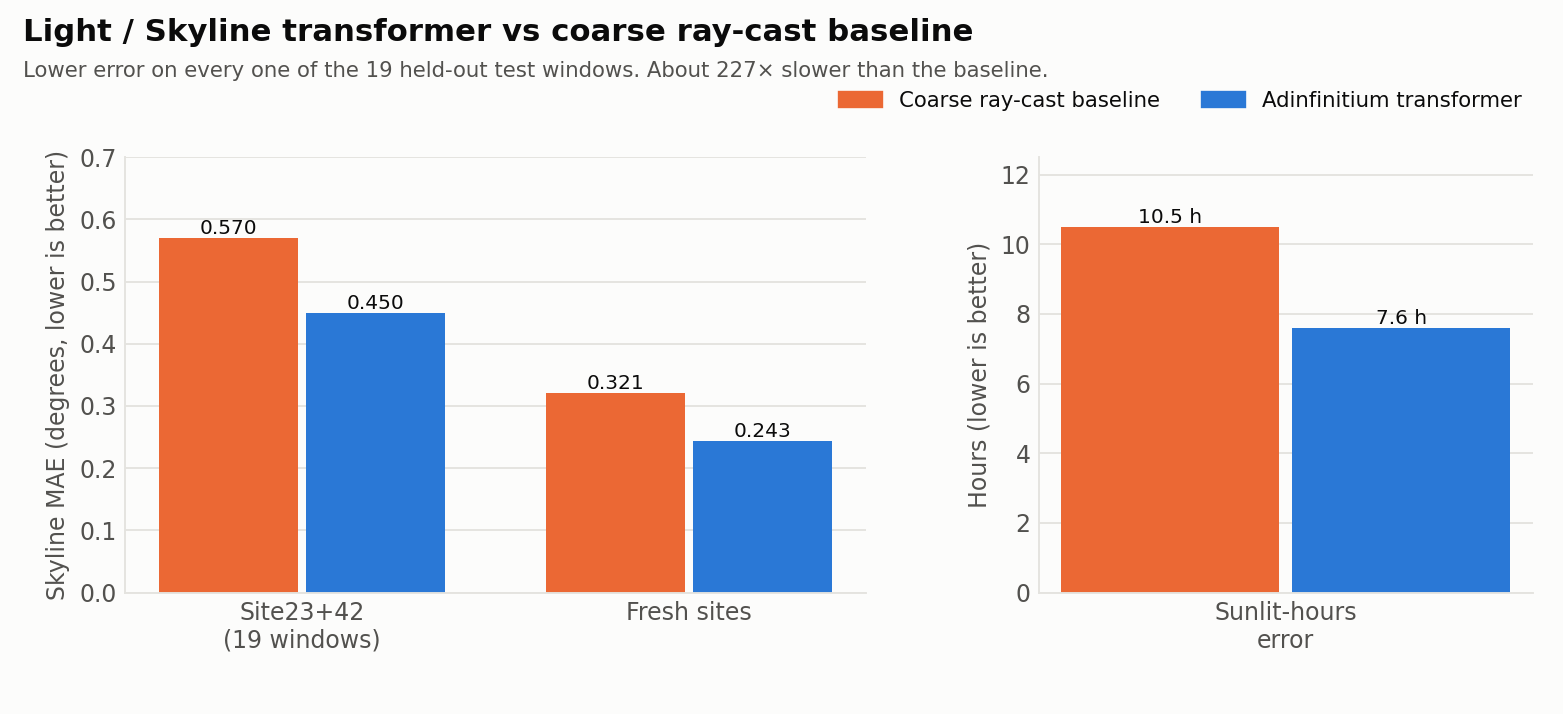 Light / Skyline transformer vs coarse ray-cast baseline
Lower error on every one of the 19 held-out test windows. About 227× slower than the baseline.
Coarse ray-cast baseline
Adinfinitium transformer
Skyline MAE (degrees, lower is better)
0.7
0.6
0.5
0.4
0.3
0.2
0.1
0.0
0.570
0.450
0.321
0.243
Site23+42
(19 windows)
Fresh sites
Hours (lower is better)
12
10
8
6
4
2
0
10.5 h
7.6 h
Sunlit-hours
error